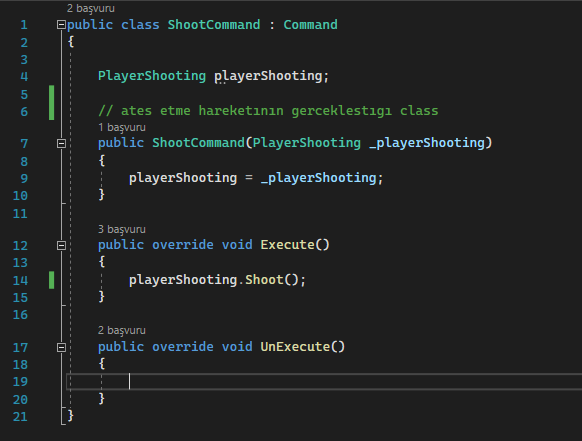 2 başvuru
1 public class ShootCommand : Command
2 {
3
4 PlayerShooting playerShooting;
5
6 // ates etme hareketının gerceklestıgı class
1 başvuru
7 public ShootCommand(PlayerShooting _playerShooting)
8 {
9 playerShooting = _playerShooting;
10 }
11
3 başvuru
12 public override void Execute()
13 {
14 playerShooting.Shoot();
15 }
16
2 başvuru
17 public override void UnExecute()
18 {
19
20 }
21 }